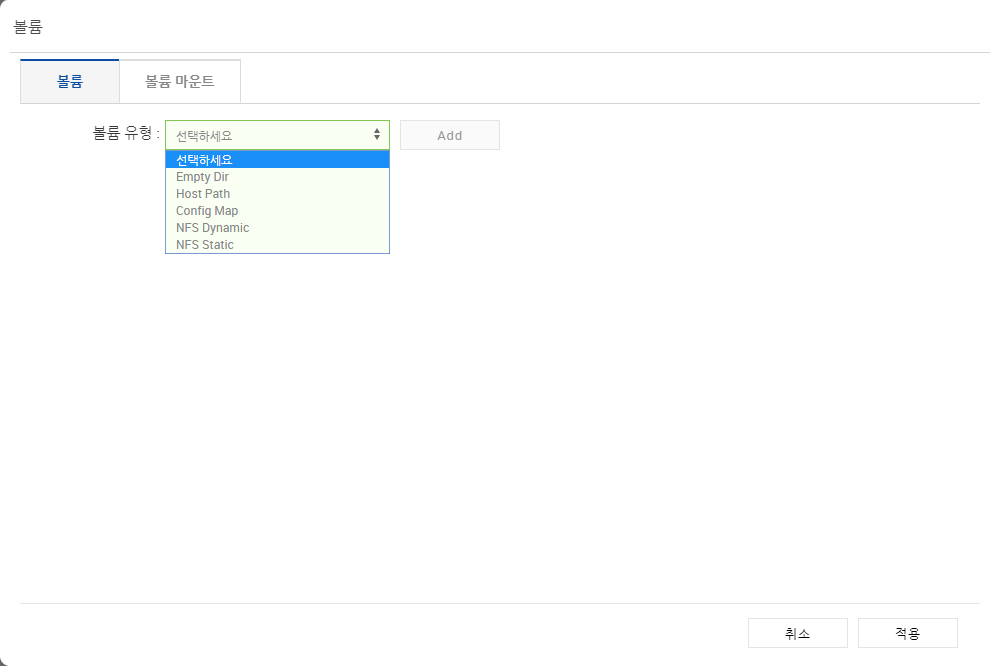 볼륨
볼륨 볼륨 마운트
볼륨 유형 : 선택하세요 Add
선택하세요
Empty Dir
Host Path
Config Map
NFS Dynamic
NFS Static
취소 적용